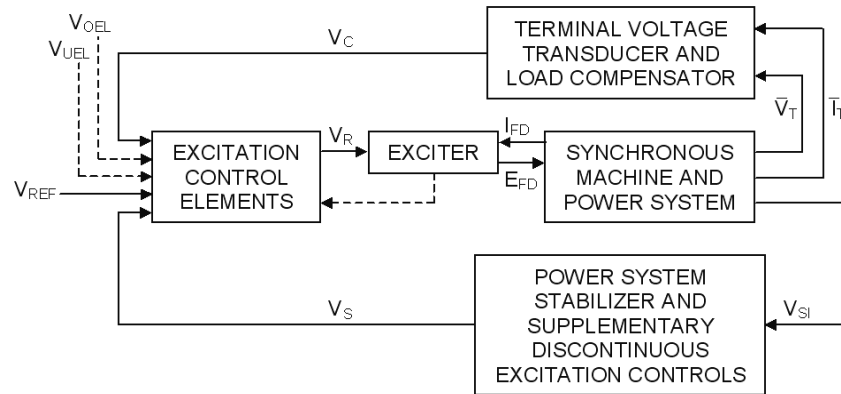 V_OEL
V_UEL
V_C
TERMINAL VOLTAGE
TRANSDUCER AND
LOAD COMPENSATOR
V̅_T
I̅_T
V_REF
EXCITATION
CONTROL
ELEMENTS
V_R
EXCITER
I_FD
E_FD
SYNCHRONOUS
MACHINE AND
POWER SYSTEM
V_S
POWER SYSTEM
STABILIZER AND
SUPPLEMENTARY
DISCONTINUOUS
EXCITATION CONTROLS
V_SI